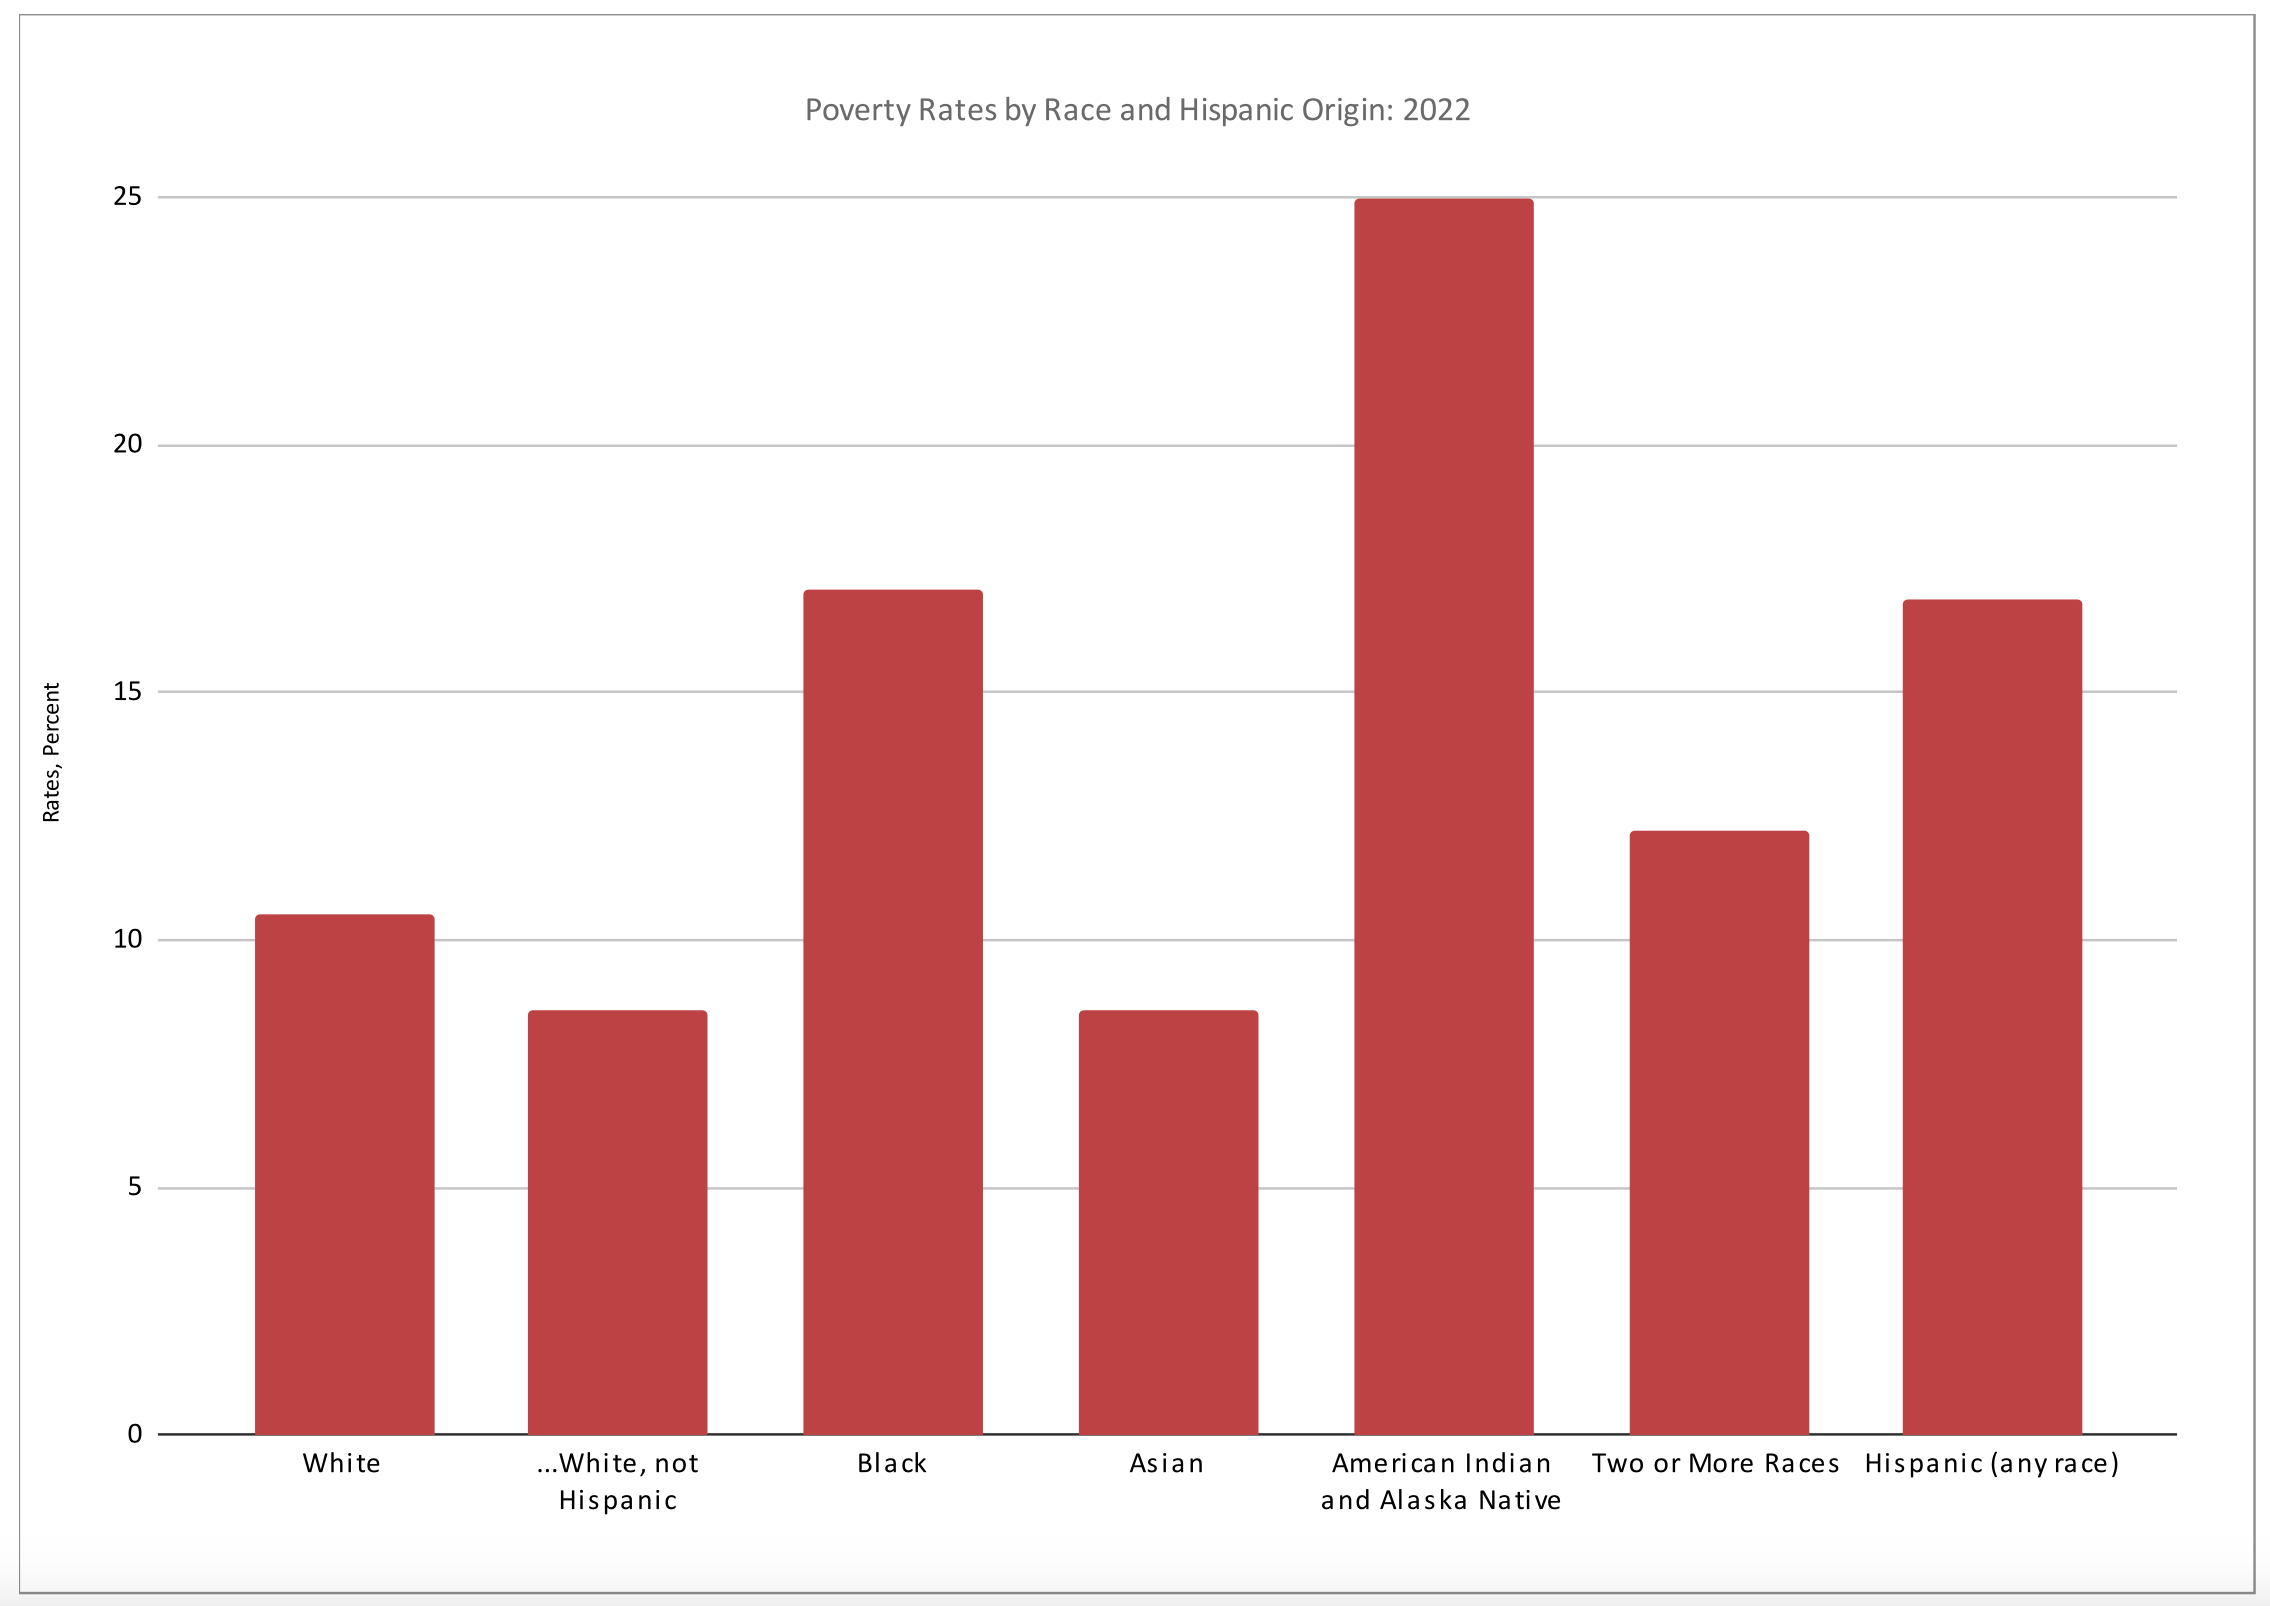 Poverty Rates by Race and Hispanic Origin: 2022
25
20
15
10
5
0
Rates, Percent
White
...White, not
Hispanic
Black
Asian
American Indian
and Alaska Native
Two or More Races
Hispanic (any race)